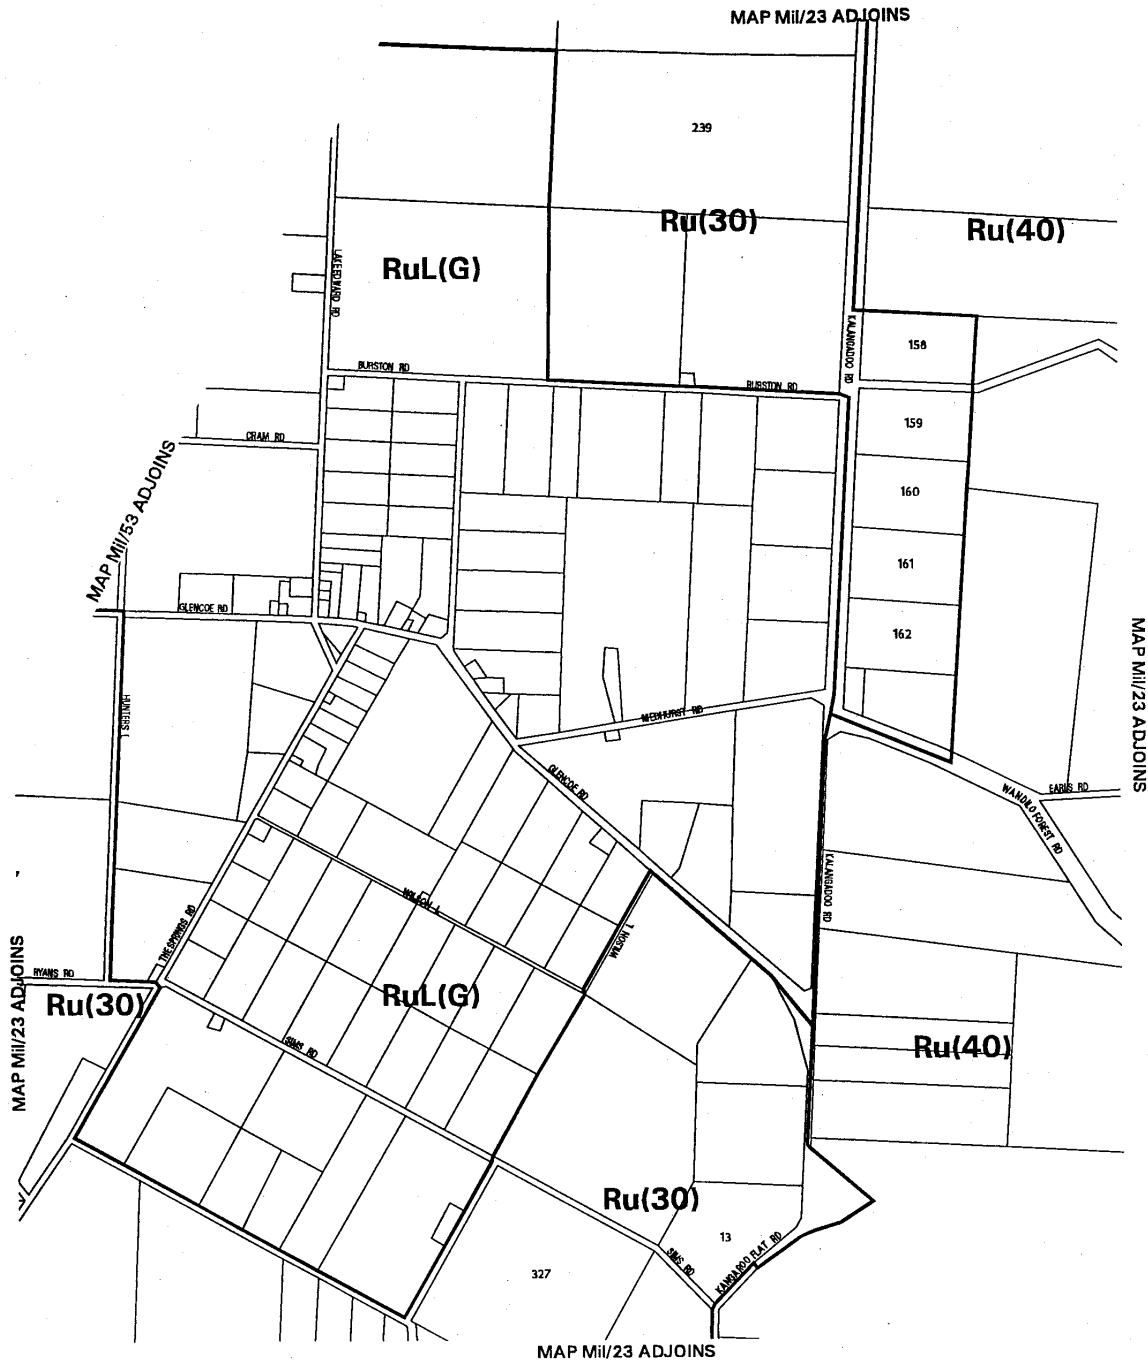 MAP Mil/23 ADJOINS
239
Ru(30)
Ru(40)
RuL(G)
LAKE EDWARD RD
KALANGADOO RD
158
BURSTON RD
BURSTON RD
159
CRAM RD
160
MAP Mil/53 ADJOINS
161
GLENCOE RD
162
MAP Mil/23 ADJOINS
HUNTERS L
MEDHURST RD
GLENCOE RD
EARLS RD
WANDILO FOREST RD
KALANGADOO RD
WILSON L
THE SPRINGS RD
WILSON L
MAP Mil/23 ADJOINS
RYANS RD
Ru(30)
RuL(G)
SIMS RD
Ru(40)
Ru(30)
13
SIMS RD
KANGAROO FLAT RD
327
MAP Mil/23 ADJOINS